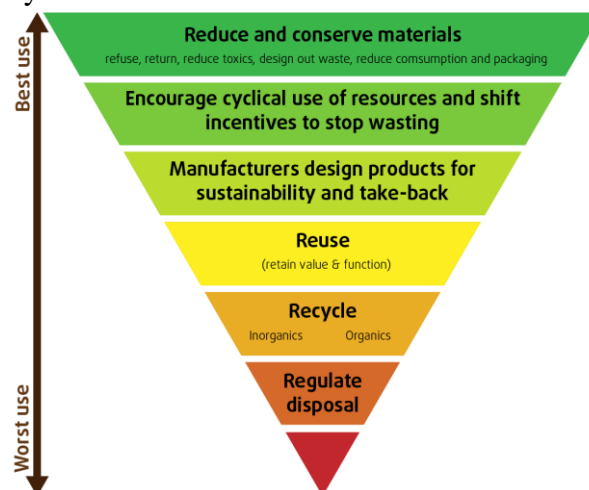 Best use
Reduce and conserve materials
refuse, return, reduce toxics, design out waste, reduce comsumption and packaging
Encourage cyclical use of resources and shift
incentives to stop wasting
Manufacturers design products for
sustainability and take-back
Reuse
(retain value & function)
Recycle
Inorganics Organics
Regulate
disposal
Worst use